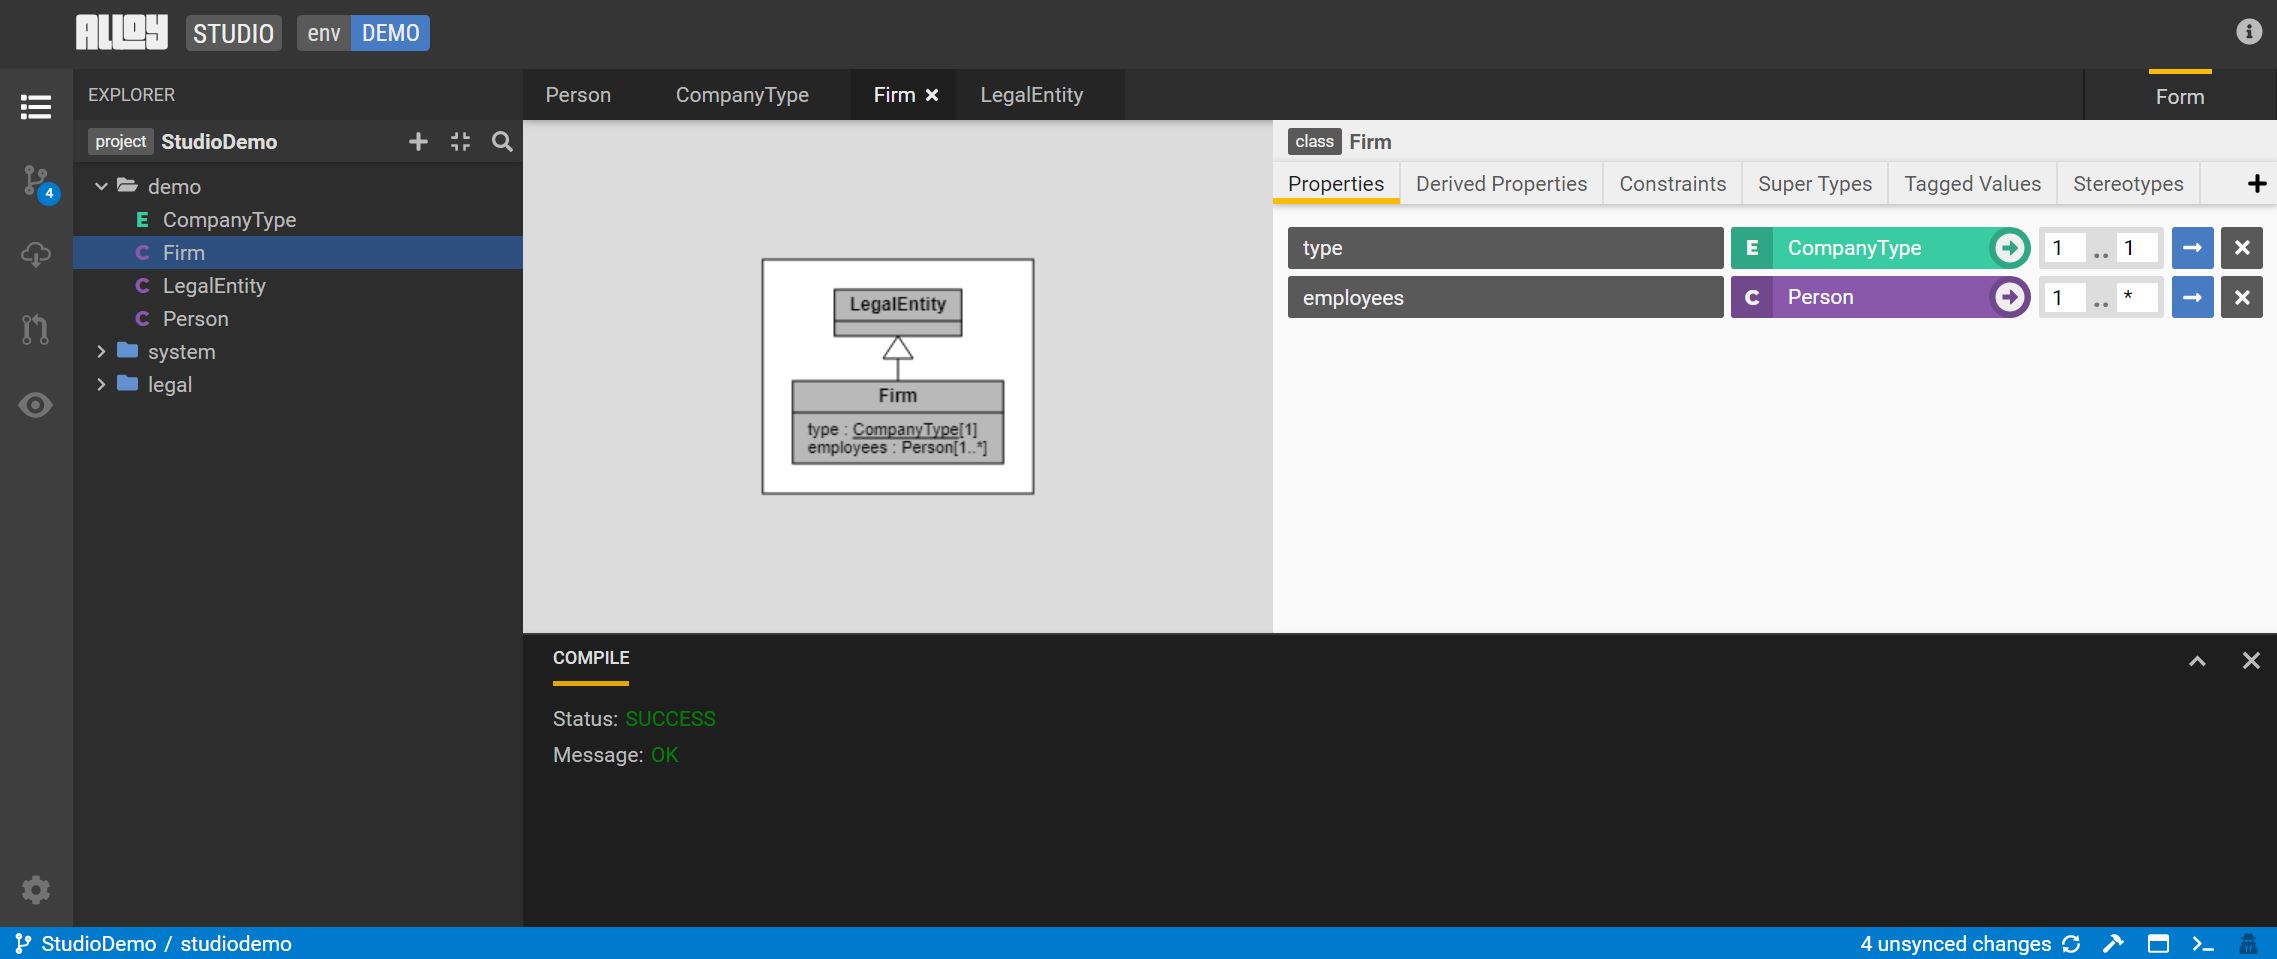 ALLOY STUDIO env DEMO
EXPLORER
project StudioDemo
demo
E CompanyType
C Firm
C LegalEntity
C Person
system
legal
4
Person CompanyType Firm LegalEntity
Form
LegalEntity
Firm
type : CompanyType[1]
employees : Person[1..*]
class Firm
Properties Derived Properties Constraints Super Types Tagged Values Stereotypes
type E CompanyType 1 .. 1
employees C Person 1 .. *
COMPILE
Status: SUCCESS
Message: OK
StudioDemo / studiodemo
4 unsynced changes